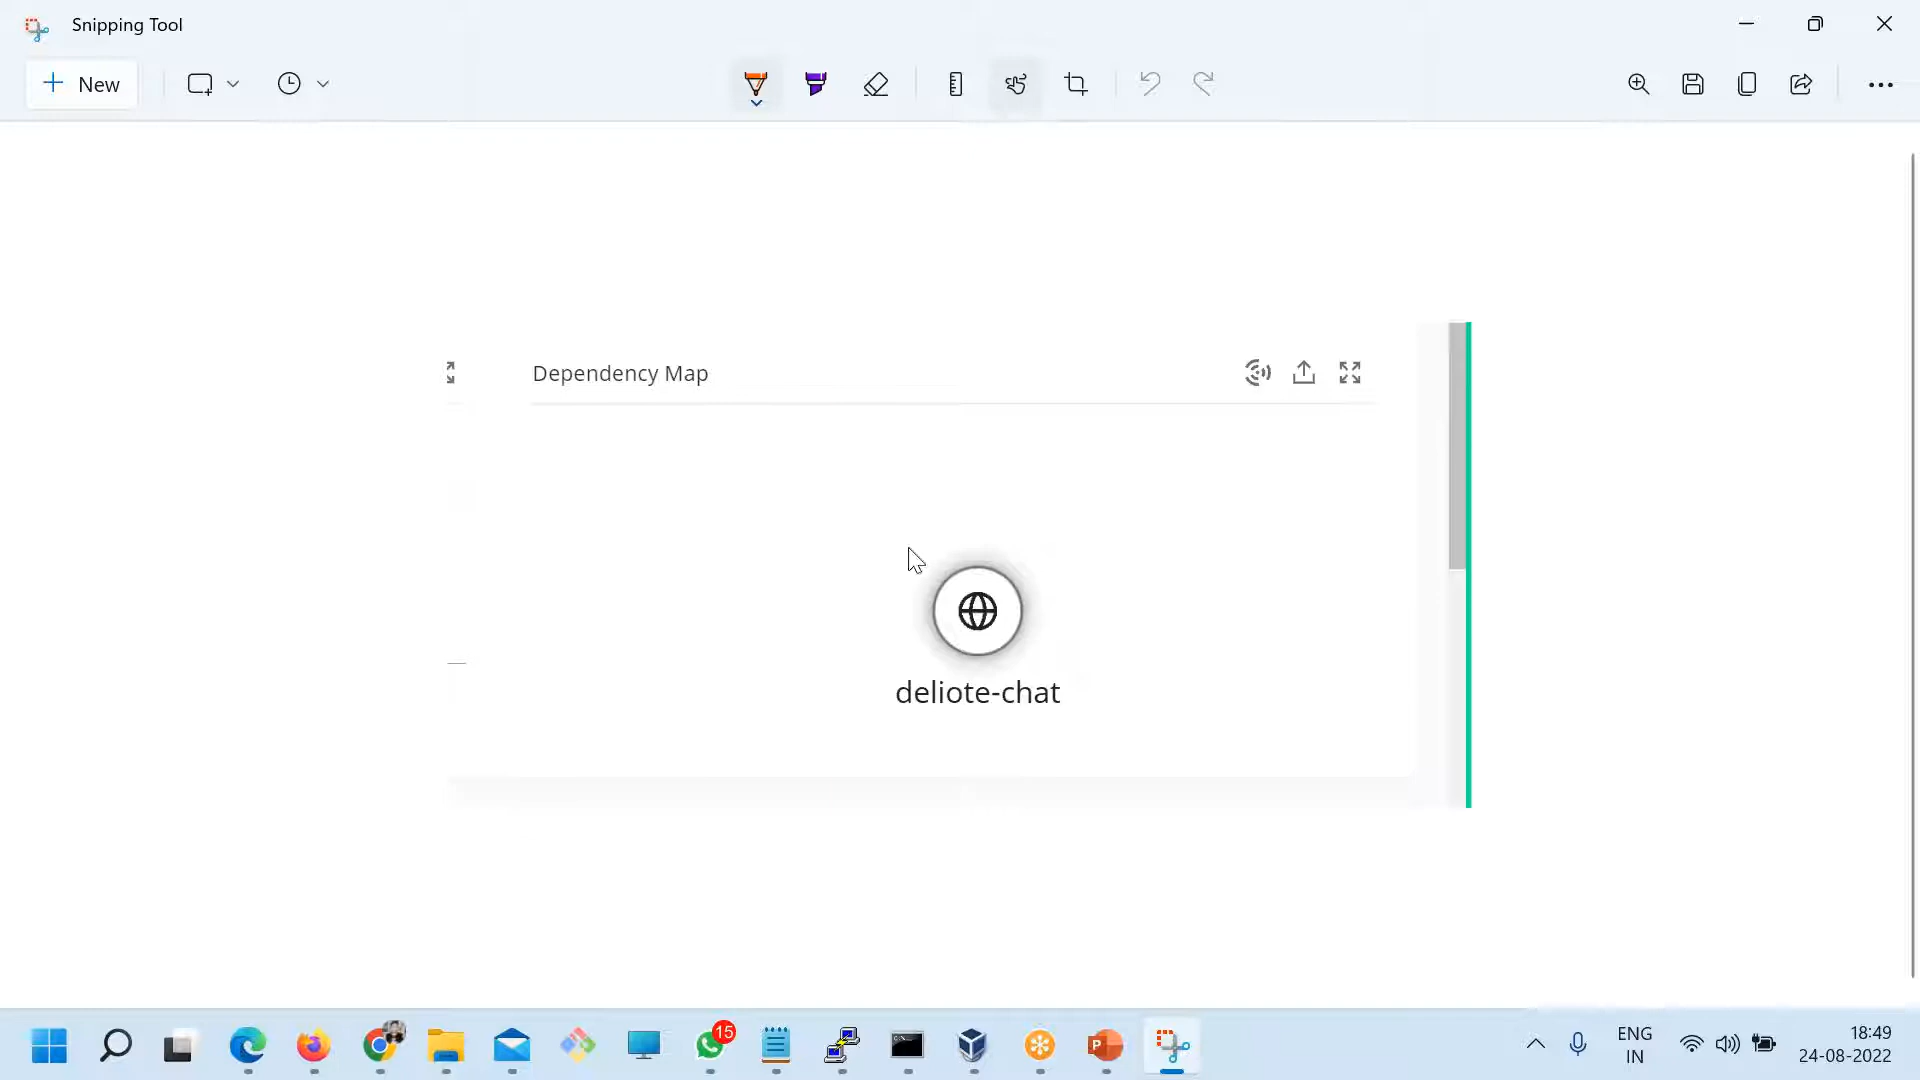 Snipping Tool
New
Dependency Map
deliote-chat
15
P
ENG
IN
18:49
24-08-2022